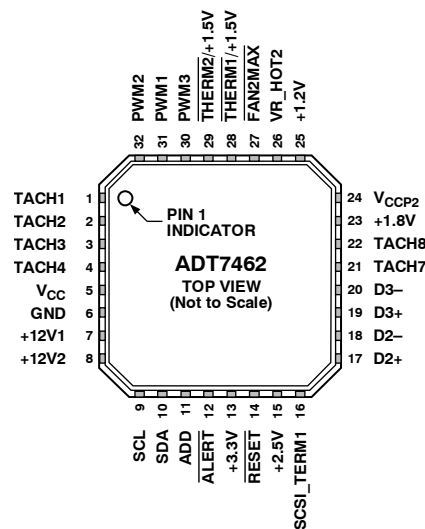 PWM2
PWM1
PWM3
THERM2/+1.5V
THERM1/+1.5V
FAN2MAX
VR_HOT2
+1.2V
32 31 30 29 28 27 26 25
TACH1 1
TACH2 2
TACH3 3
TACH4 4
VCC 5
GND 6
+12V1 7
+12V2 8
PIN 1
INDICATOR
ADT7462
TOP VIEW
(Not to Scale)
24 VCCP2
23 +1.8V
22 TACH8
21 TACH7
20 D3–
19 D3+
18 D2–
17 D2+
9 10 11 12 13 14 15 16
SCL
SDA
ADD
ALERT
+3.3V
RESET
+2.5V
SCSI_TERM1